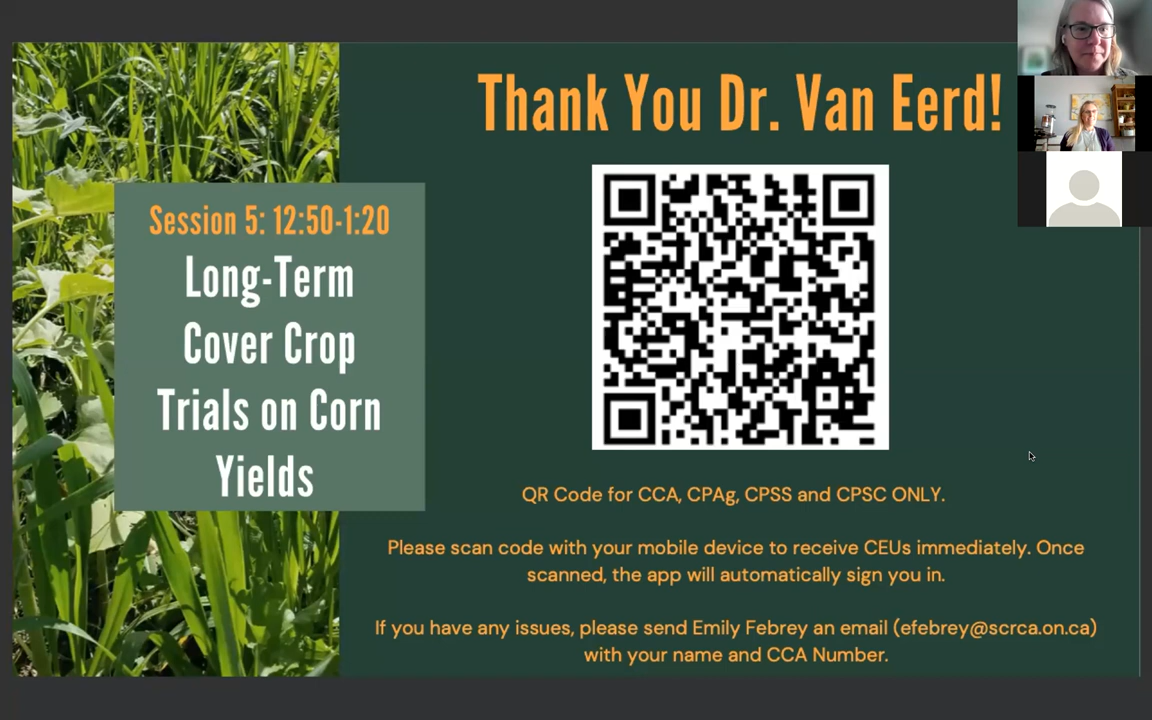 Thank You Dr. Van Eerd!
Session 5: 12:50-1:20
Long-Term
Cover Crop
Trials on Corn
Yields
QR Code for CCA, CPAg, CPSS and CPSC ONLY.
Please scan code with your mobile device to receive CEUs immediately. Once
scanned, the app will automatically sign you in.
If you have any issues, please send Emily Febrey an email (efebrey@scrca.on.ca)
with your name and CCA Number.